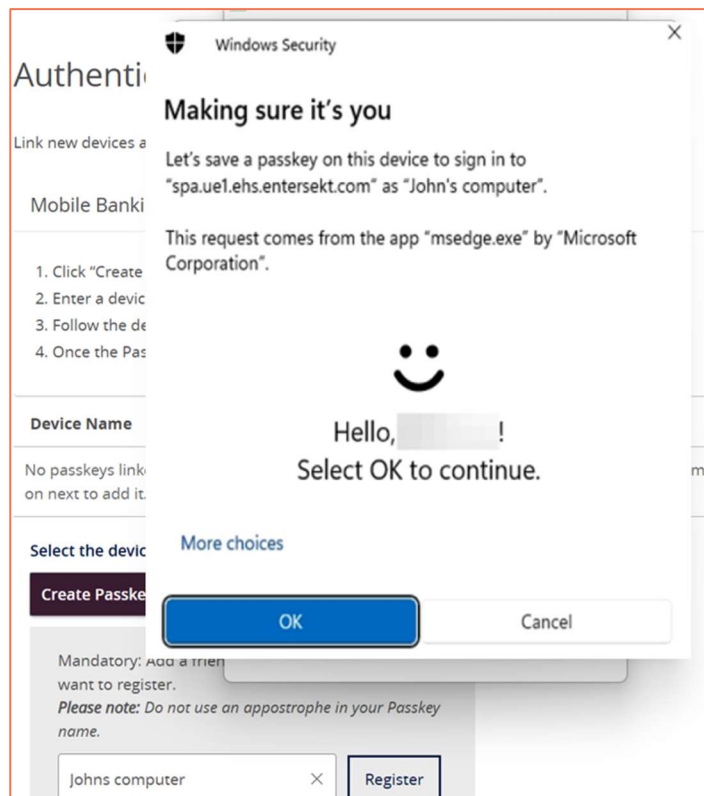 Windows Security
Authenti
Making sure it's you
Link new devices a
Let's save a passkey on this device to sign in to
"spa.ue1.ehs.entersekt.com" as "John's computer".
Mobile Banki
This request comes from the app "msedge.exe" by "Microsoft
Corporation".
1. Click "Create
2. Enter a devic
3. Follow the de
4. Once the Pas
Device Name
Hello, !
No passkeys link
Select OK to continue.
on next to add it.
Select the devic
More choices
Create Passke
OK
Cancel
Mandatory: Add a frien
want to register.
Please note: Do not use an appostrophe in your Passkey
name.
Johns computer
Register